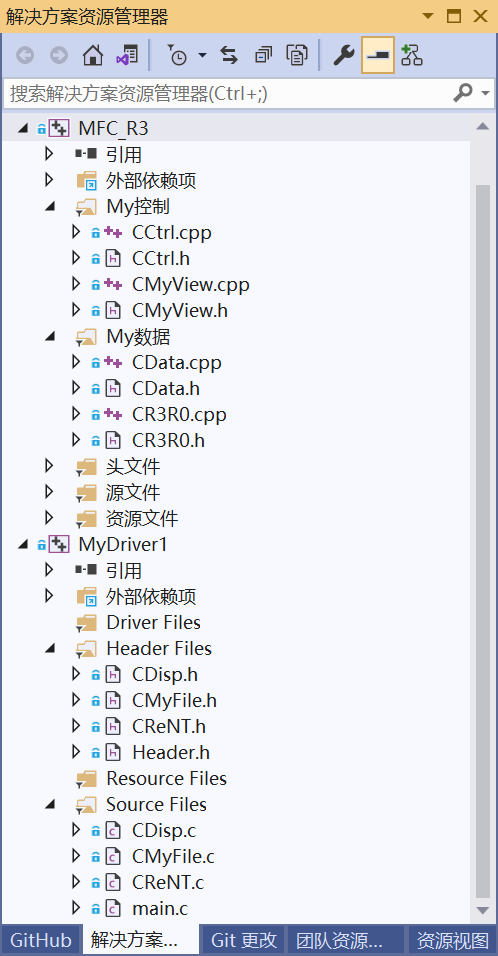 解决方案资源管理器
搜索解决方案资源管理器(Ctrl+;)
MFC_R3
引用
外部依赖项
My控制
CCtrl.cpp
CCtrl.h
CMyView.cpp
CMyView.h
My数据
CData.cpp
CData.h
CR3R0.cpp
CR3R0.h
头文件
源文件
资源文件
MyDriver1
引用
外部依赖项
Driver Files
Header Files
CDisp.h
CMyFile.h
CReNT.h
Header.h
Resource Files
Source Files
CDisp.c
CMyFile.c
CReNT.c
main.c
GitHub 解决方案... Git 更改 团队资源... 资源视图